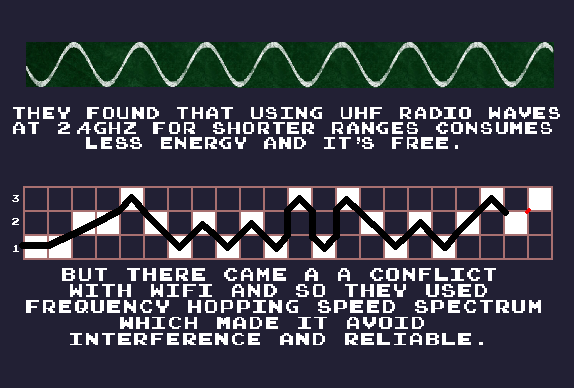 THEY FOUND THAT USING UHF RADIO WAVES
AT 2.4GHZ FOR SHORTER RANGES CONSUMES
LESS ENERGY AND IT'S FREE.
3
2
1
BUT THERE CAME A A CONFLICT
WITH WIFI AND SO THEY USED
FREQUENCY HOPPING SPEED SPECTRUM
WHICH MADE IT AVOID
INTERFERENCE AND RELIABLE.